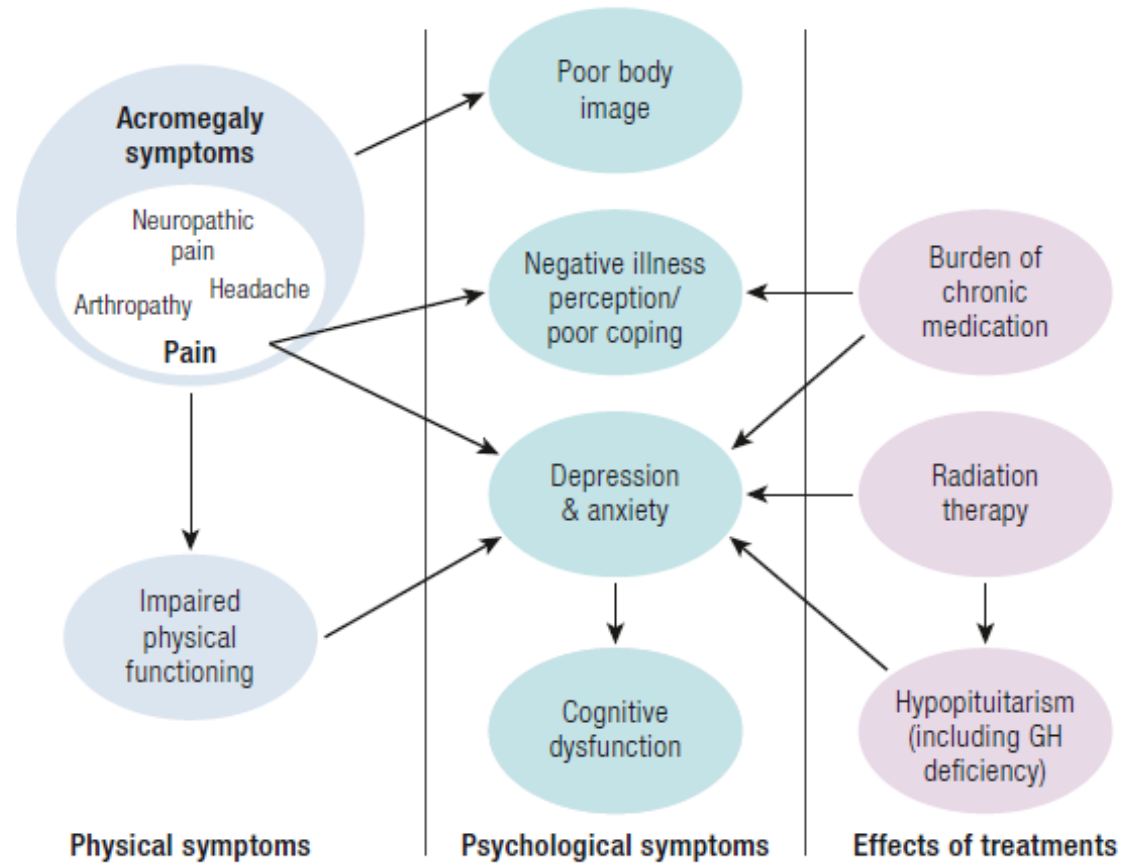 Acromegaly
symptoms
Neuropathic
pain
Headache
Arthropathy
Pain
Impaired
physical
functioning
Physical symptoms
Poor body
image
Negative illness
perception/
poor coping
Depression
& anxiety
Cognitive
dysfunction
Psychological symptoms
Burden of
chronic
medication
Radiation
therapy
Hypopituitarism
(including GH
deficiency)
Effects of treatments